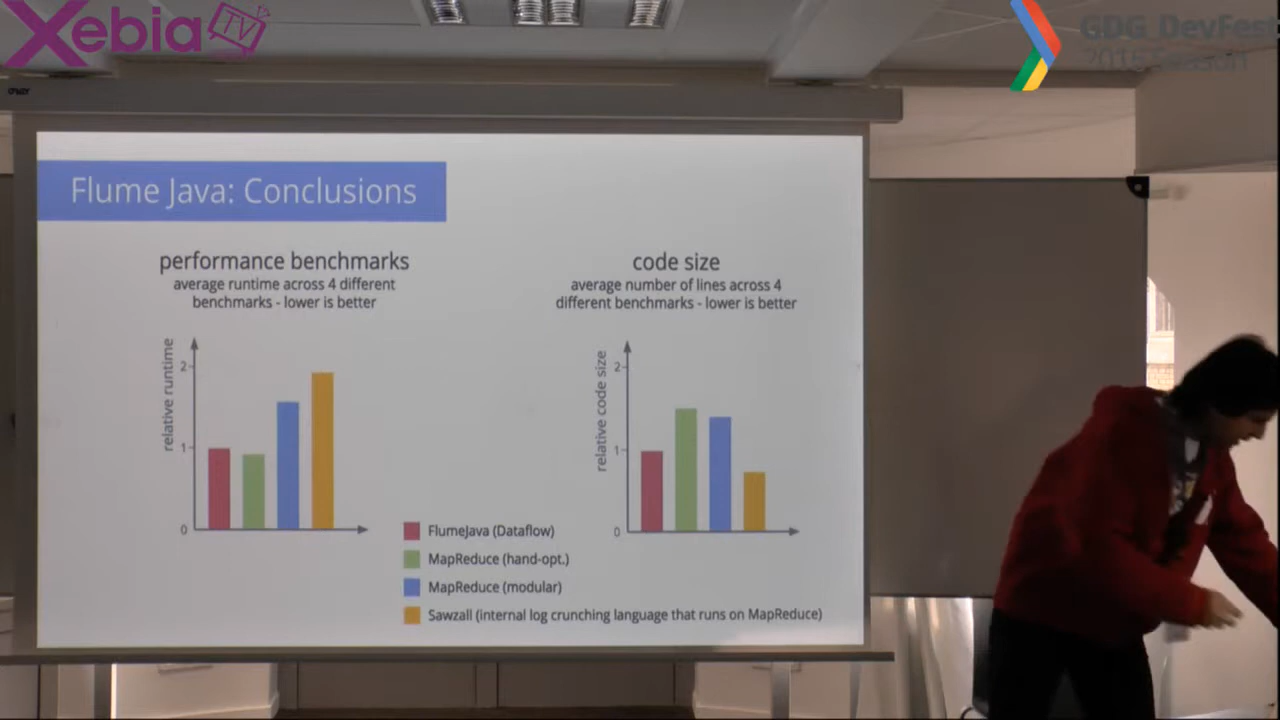 Xebia TV
GDG DevFest
2015 Season
Flume Java: Conclusions
performance benchmarks
average runtime across 4 different
benchmarks - lower is better
code size
average number of lines across 4
different benchmarks - lower is better
relative runtime
2
1
0
relative code size
2
1
0
FlumeJava (Dataflow)
MapReduce (hand-opt.)
MapReduce (modular)
Sawzall (internal log crunching language that runs on MapReduce)